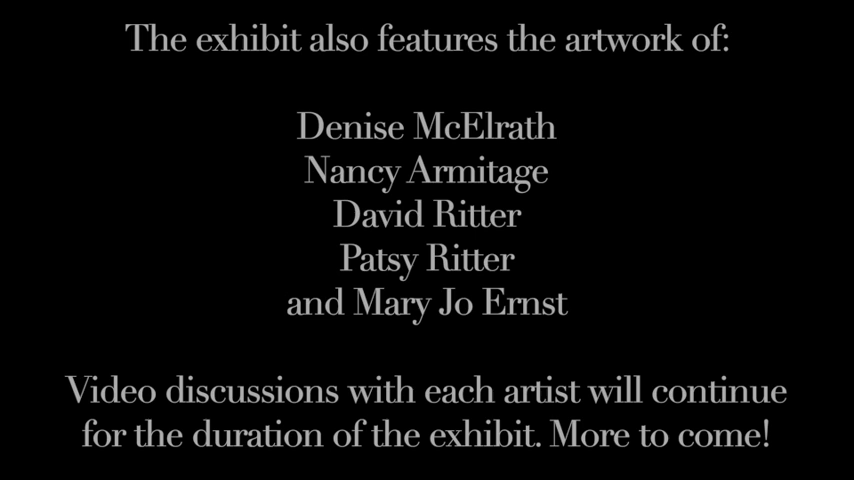 The exhibit also features the artwork of:
Denise McElrath
Nancy Armitage
David Ritter
Patsy Ritter
and Mary Jo Ernst
Video discussions with each artist will continue
for the duration of the exhibit. More to come!